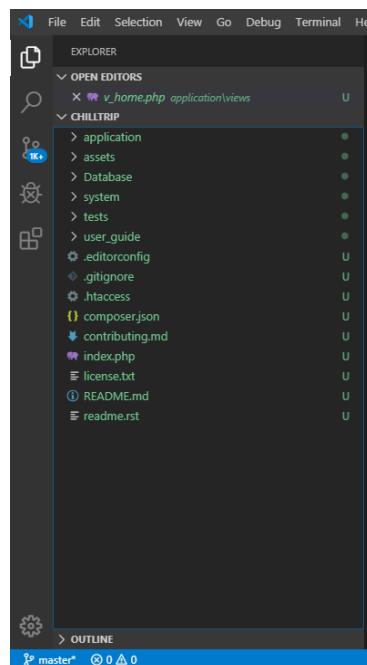 File Edit Selection View Go Debug Terminal He
EXPLORER
OPEN EDITORS
v_home.php application\views U
CHILLTRIP
application
assets
Database
system
tests
user_guide
.editorconfig U
.gitignore U
.htaccess U
{} composer.json U
contributing.md U
index.php U
license.txt U
README.md U
readme.rst U
1K+
OUTLINE
master* 0 0